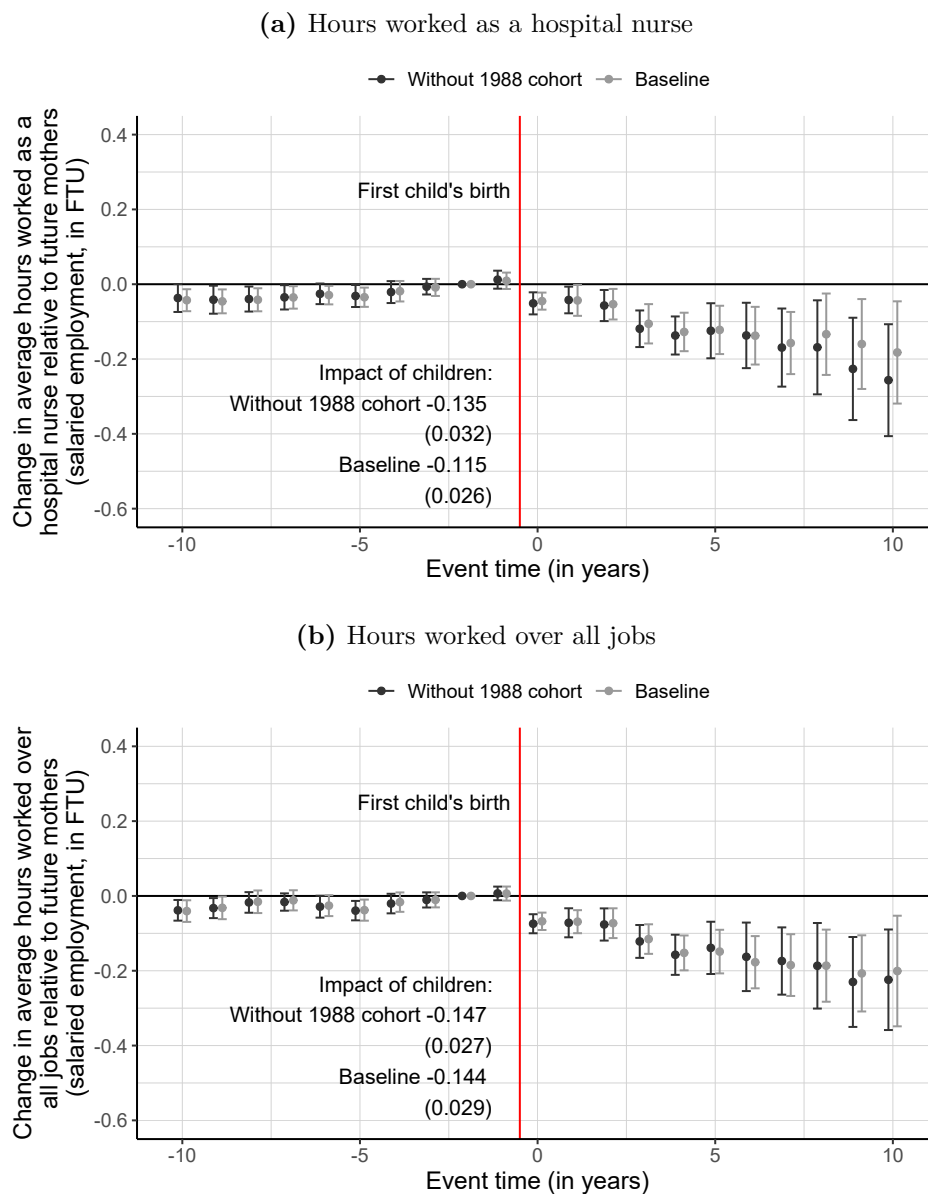 (a) Hours worked as a hospital nurse
Without 1988 cohort Baseline
Change in average hours worked as a
hospital nurse relative to future mothers
(salaried employment, in FTU)
0.4
0.2
0.0
-0.2
-0.4
-0.6
First child's birth
Impact of children:
Without 1988 cohort -0.135
(0.032)
Baseline -0.115
(0.026)
-10 -5 0 5 10
Event time (in years)
(b) Hours worked over all jobs
Without 1988 cohort Baseline
Change in average hours worked over
all jobs relative to future mothers
(salaried employment, in FTU)
0.4
0.2
0.0
-0.2
-0.4
-0.6
First child's birth
Impact of children:
Without 1988 cohort -0.147
(0.027)
Baseline -0.144
(0.029)
-10 -5 0 5 10
Event time (in years)